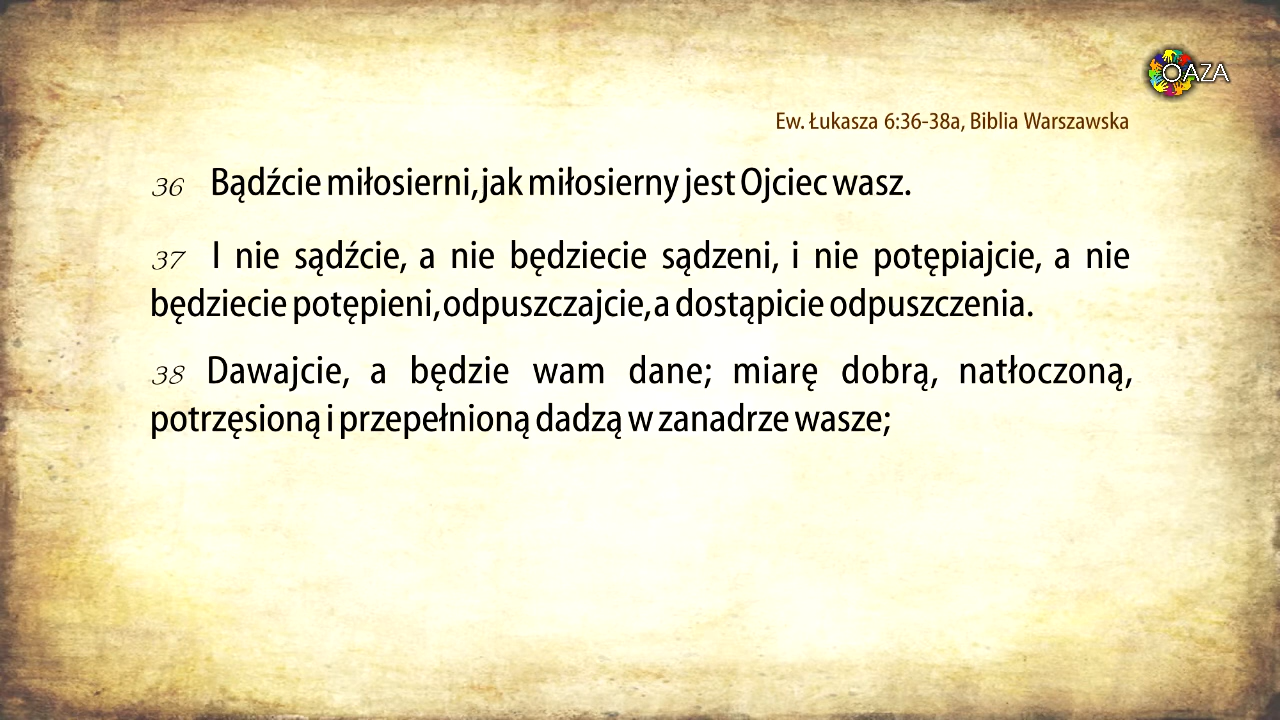 OAZA
Ew. Łukasza 6:36-38a, Biblia Warszawska
36 Bądźcie miłosierni, jak miłosierny jest Ojciec wasz.
37 I nie sądźcie, a nie będziecie sądzeni, i nie potępiajcie, a nie
będziecie potępieni, odpuszczajcie, a dostąpicie odpuszczenia.
38 Dawajcie, a będzie wam dane; miarę dobrą, natłoczoną,
potrzęsioną i przepełnioną dadzą w zanadrze wasze;